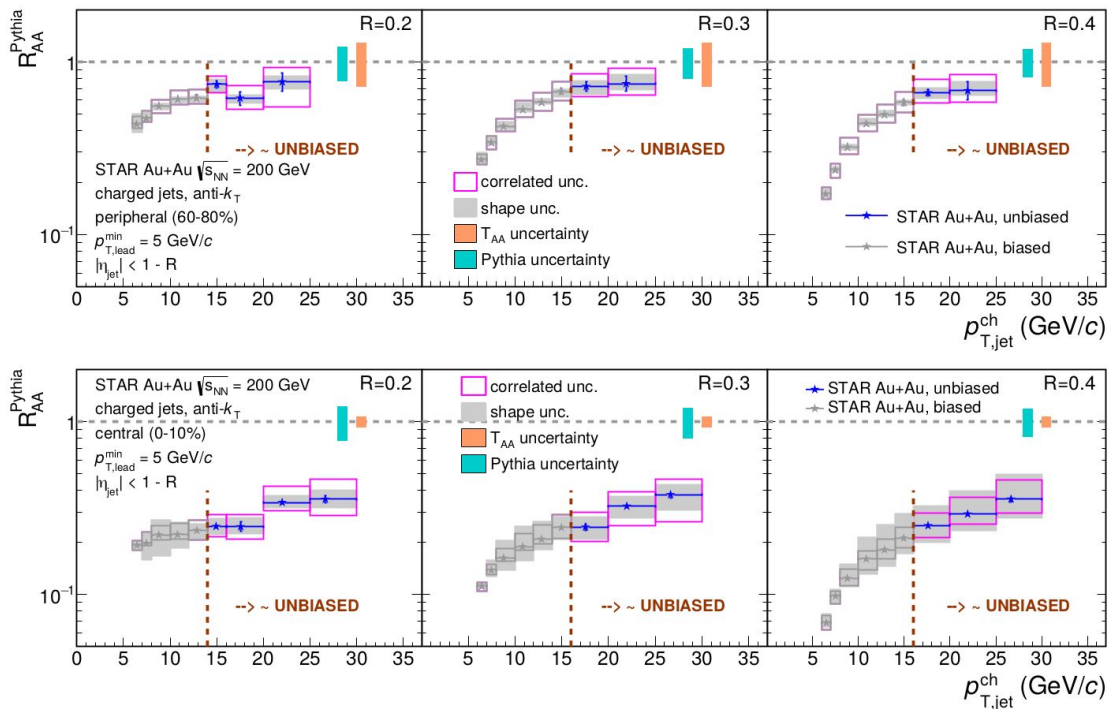 R_AA^Pythia
R=0.2
R=0.3
R=0.4
1
10⁻¹
--> ~ UNBIASED
--> ~ UNBIASED
--> ~ UNBIASED
STAR Au+Au √s_NN = 200 GeV
charged jets, anti-k_T
peripheral (60-80%)
p_T,lead^min = 5 GeV/c
|η_jet| < 1 - R
correlated unc.
shape unc.
T_AA uncertainty
Pythia uncertainty
STAR Au+Au, unbiased
STAR Au+Au, biased
0 5 10 15 20 25 30 35 5 10 15 20 25 30 35 5 10 15 20 25 30 35
p_T,jet^ch (GeV/c)
R_AA^Pythia
STAR Au+Au √s_NN = 200 GeV
charged jets, anti-k_T
central (0-10%)
p_T,lead^min = 5 GeV/c
|η_jet| < 1 - R
R=0.2
correlated unc.
shape unc.
T_AA uncertainty
Pythia uncertainty
R=0.3
STAR Au+Au, unbiased
STAR Au+Au, biased
R=0.4
1
10⁻¹
--> ~ UNBIASED
--> ~ UNBIASED
--> ~ UNBIASED
0 5 10 15 20 25 30 35 5 10 15 20 25 30 35 5 10 15 20 25 30 35
p_T,jet^ch (GeV/c)